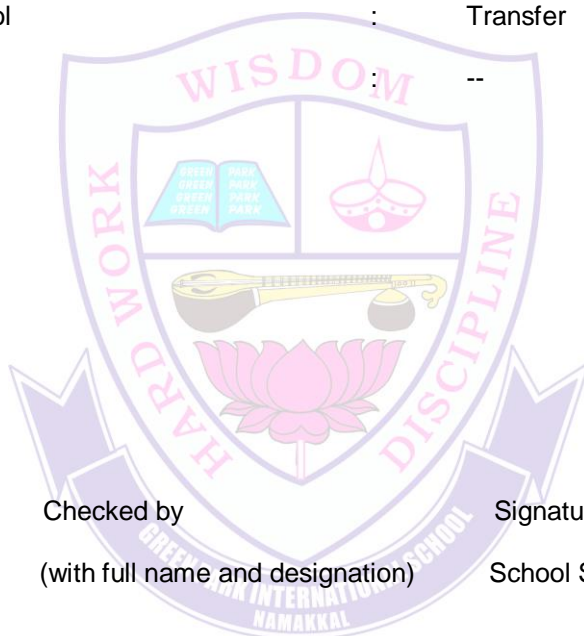 ol : Transfer
: --
WISDOM
HARD WORK
DISCIPLINE
GREEN PARK
GREEN PARK
GREEN PARK
GREEN PARK
Checked by Signatu
(with full name and designation) School S
GREEN PARK INTERNATIONAL SCHOOL
NAMAKKAL